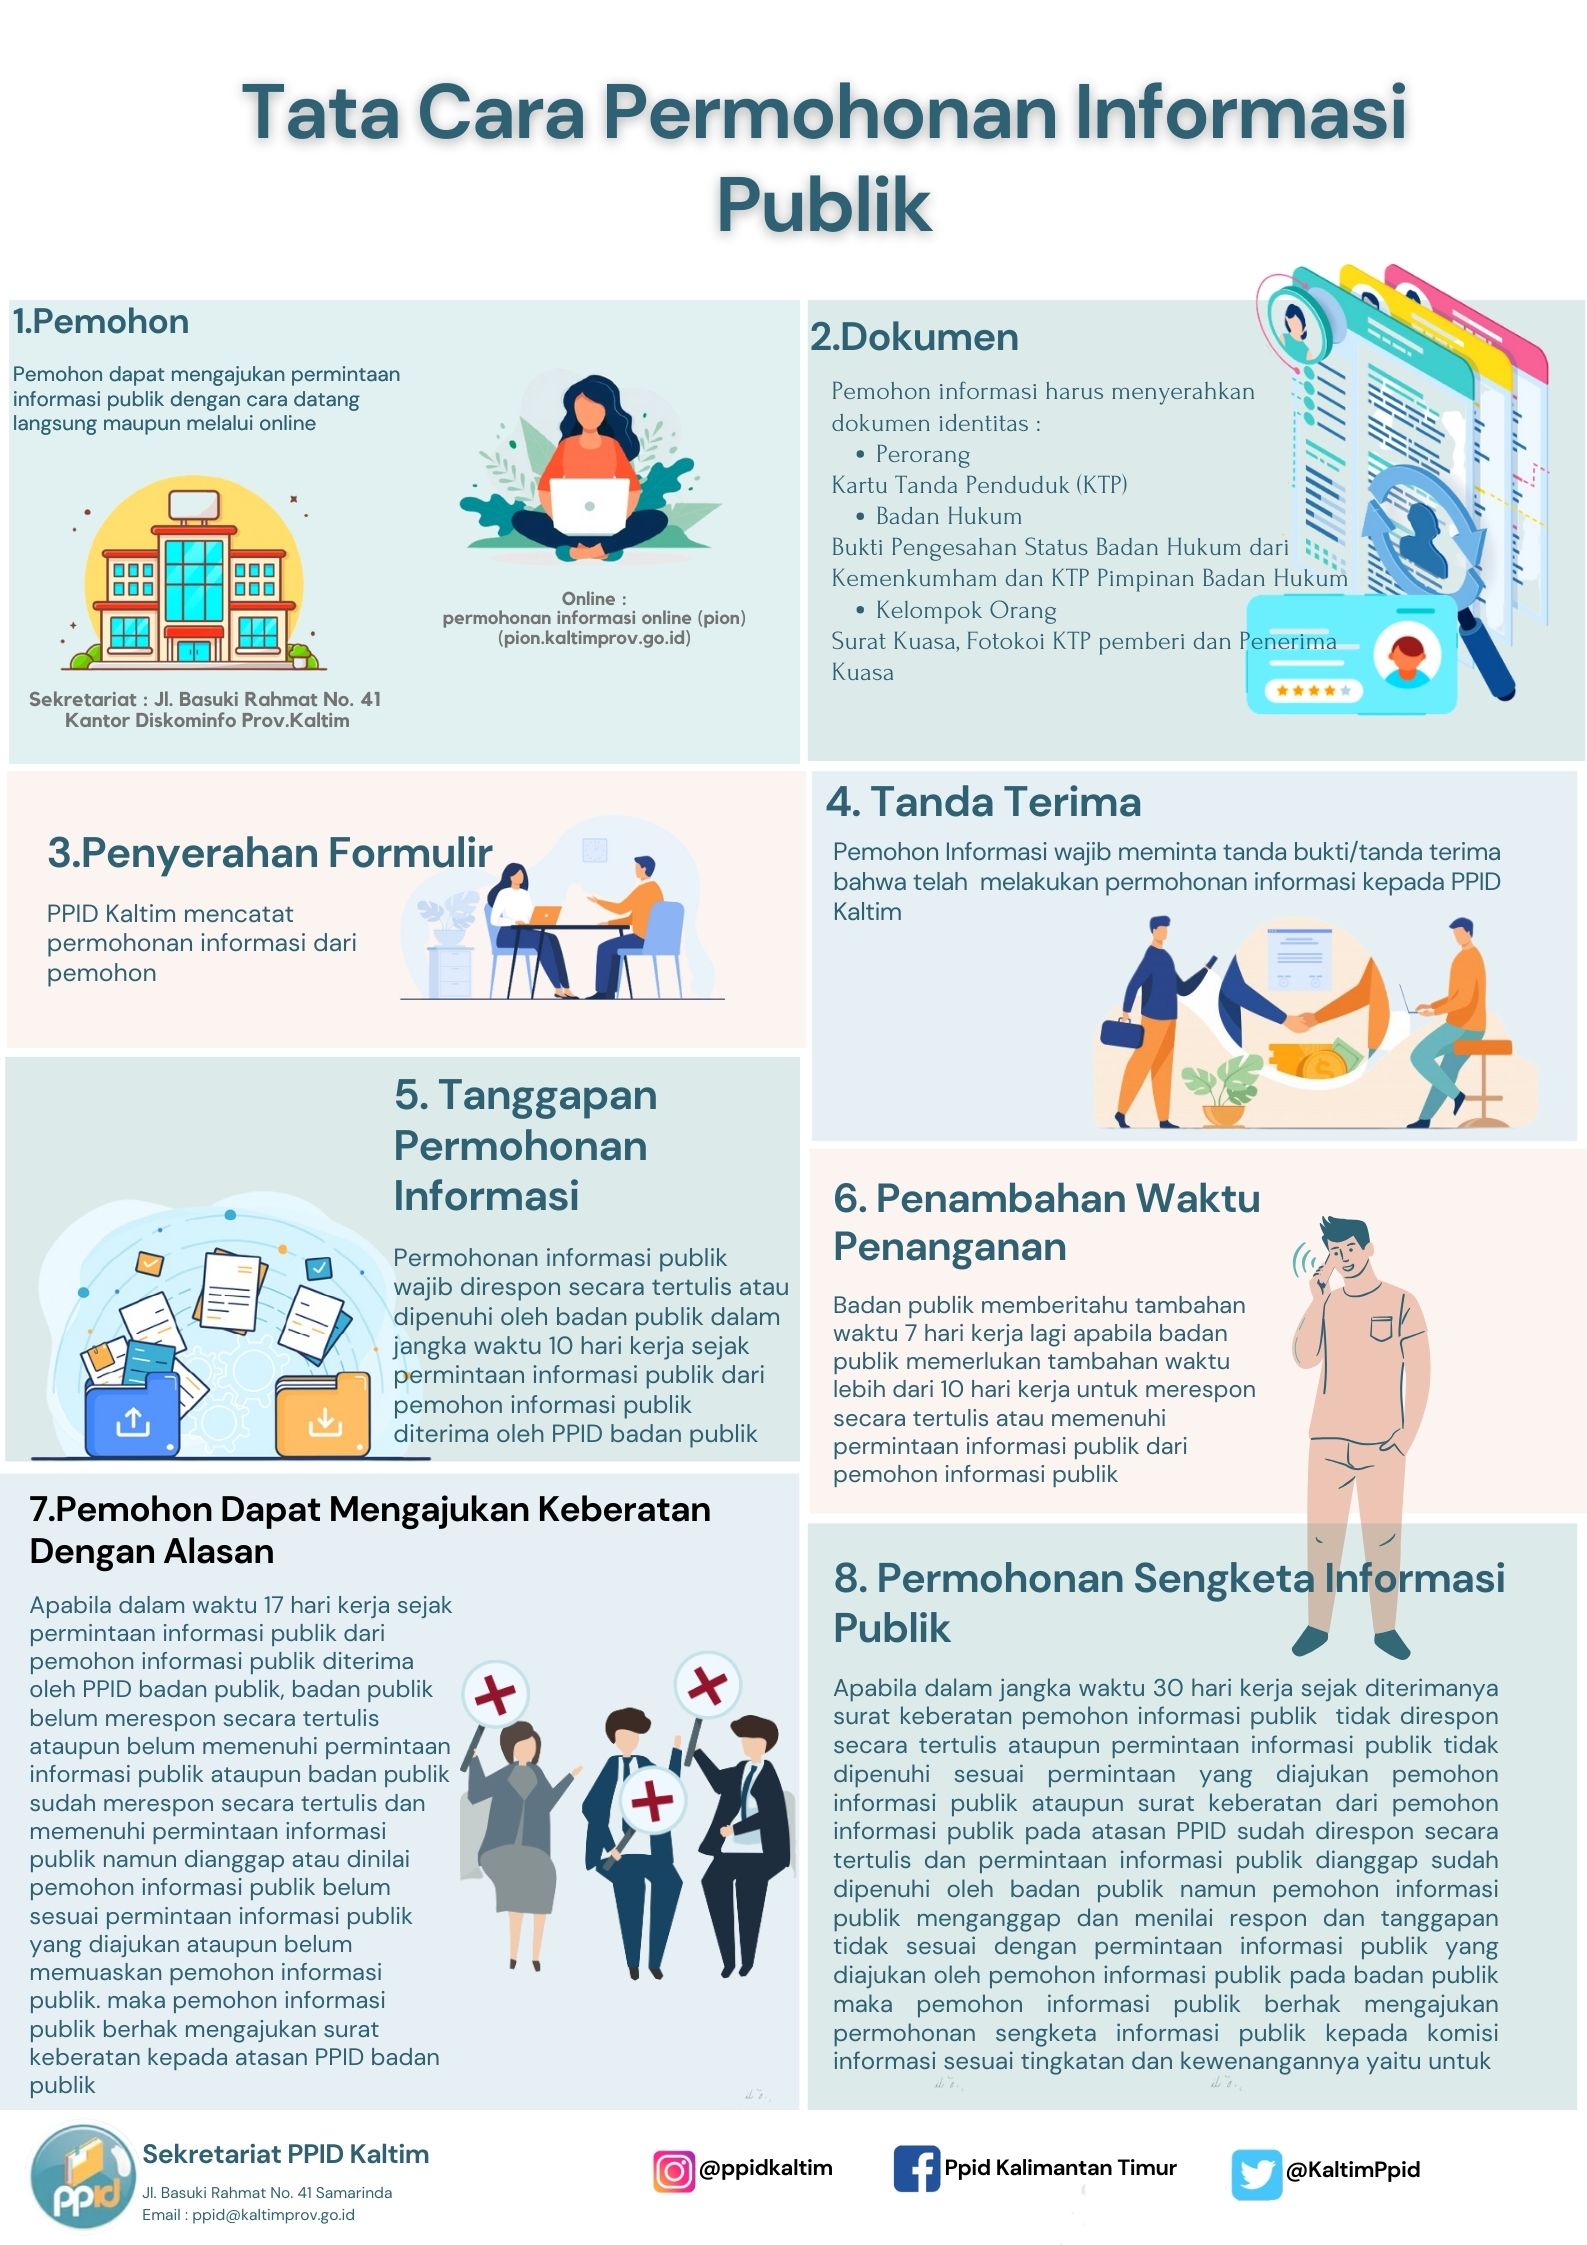 Tata Cara Permohonan Informasi
Publik
1.Pemohon
Pemohon dapat mengajukan permintaan
informasi publik dengan cara datang
langsung maupun melalui online
Sekretariat : Jl. Basuki Rahmat No. 41
Kantor Diskominfo Prov.Kaltim
Online :
permohonan informasi online (pion)
(pion.kaltimprov.go.id)
2.Dokumen
Pemohon informasi harus menyerahkan
dokumen identitas :
• Perorang
Kartu Tanda Penduduk (KTP)
• Badan Hukum
Bukti Pengesahan Status Badan Hukum dari
Kemenkumham dan KTP Pimpinan Badan Hukum
• Kelompok Orang
Surat Kuasa, Fotokoi KTP pemberi dan Penerima
Kuasa
3.Penyerahan Formulir
PPID Kaltim mencatat
permohonan informasi dari
pemohon
4. Tanda Terima
Pemohon Informasi wajib meminta tanda bukti/tanda terima
bahwa telah  melakukan permohonan informasi kepada PPID
Kaltim
5. Tanggapan
Permohonan
Informasi
Permohonan informasi publik
wajib direspon secara tertulis atau
dipenuhi oleh badan publik dalam
jangka waktu 10 hari kerja sejak
permintaan informasi publik dari
pemohon informasi publik
diterima oleh PPID badan publik
6. Penambahan Waktu
Penanganan
Badan publik memberitahu tambahan
waktu 7 hari kerja lagi apabila badan
publik memerlukan tambahan waktu
lebih dari 10 hari kerja untuk merespon
secara tertulis atau memenuhi
permintaan informasi publik dari
pemohon informasi publik
7.Pemohon Dapat Mengajukan Keberatan
Dengan Alasan
Apabila dalam waktu 17 hari kerja sejak
permintaan informasi publik dari
pemohon informasi publik diterima
oleh PPID badan publik, badan publik
belum merespon secara tertulis
ataupun belum memenuhi permintaan
informasi publik ataupun badan publik
sudah merespon secara tertulis dan
memenuhi permintaan informasi
publik namun dianggap atau dinilai
pemohon informasi publik belum
sesuai permintaan informasi publik
yang diajukan ataupun belum
memuaskan pemohon informasi
publik. maka pemohon informasi
publik berhak mengajukan surat
keberatan kepada atasan PPID badan
publik
8. Permohonan Sengketa Informasi
Publik
Apabila dalam jangka waktu 30 hari kerja sejak diterimanya
surat keberatan pemohon informasi publik  tidak direspon
secara tertulis ataupun permintaan informasi publik tidak
dipenuhi sesuai permintaan yang diajukan pemohon
informasi publik ataupun surat keberatan dari pemohon
informasi publik pada atasan PPID sudah direspon secara
tertulis dan permintaan informasi publik dianggap sudah
dipenuhi oleh badan publik namun pemohon informasi
publik menganggap dan menilai respon dan tanggapan
tidak sesuai dengan permintaan informasi publik yang
diajukan oleh pemohon informasi publik pada badan publik
maka pemohon informasi publik berhak mengajukan
permohonan sengketa informasi publik kepada komisi
informasi sesuai tingkatan dan kewenangannya yaitu untuk
ppid
Sekretariat PPID Kaltim
Jl. Basuki Rahmat No. 41 Samarinda
Email : ppid@kaltimprov.go.id
@ppidkaltim
Ppid Kalimantan Timur
@KaltimPpid